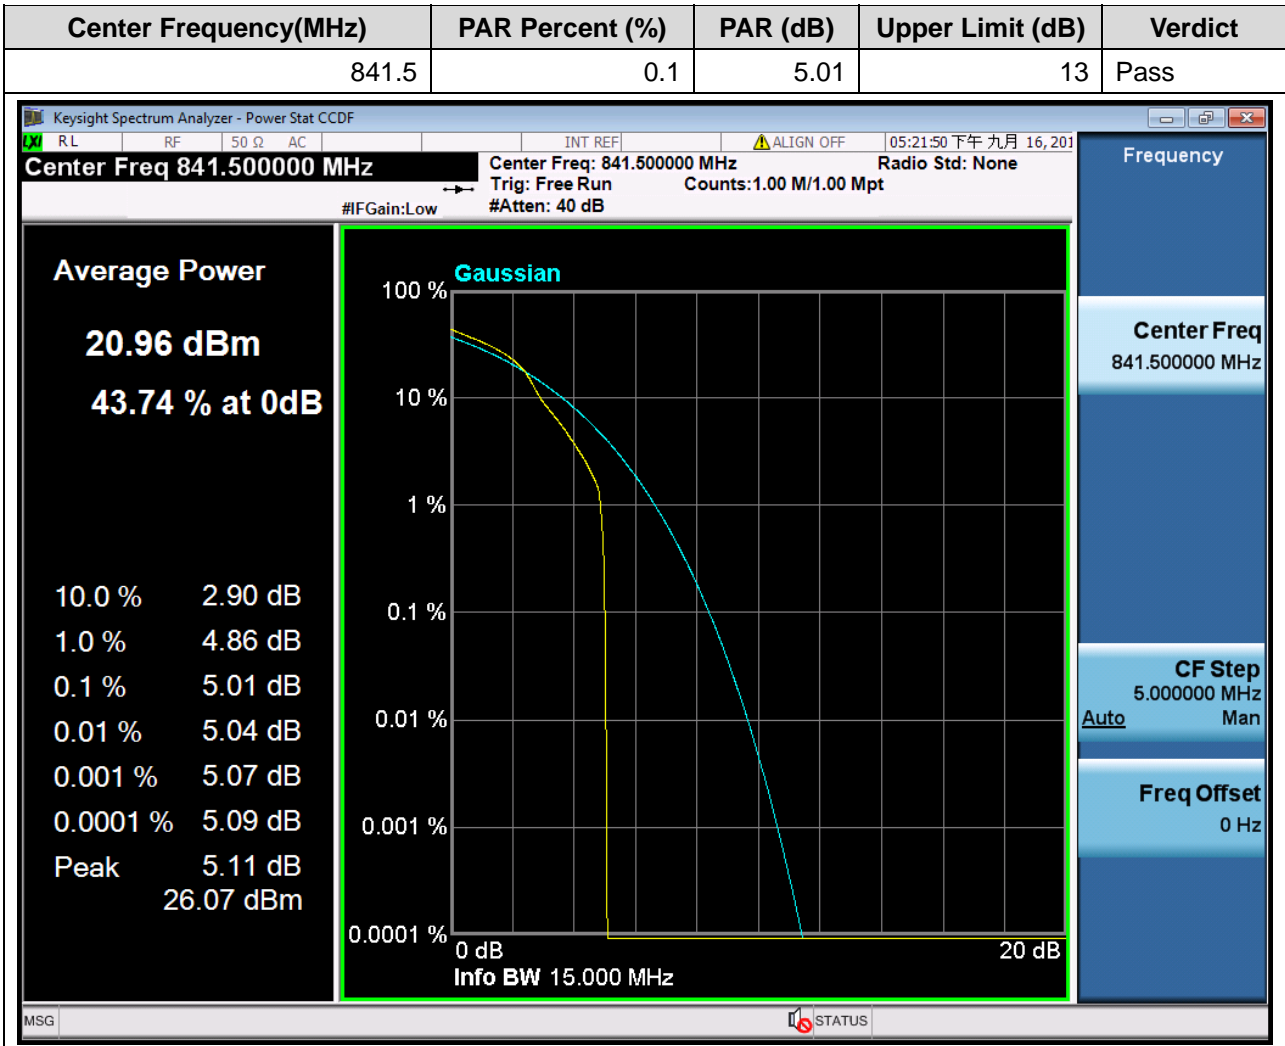 Center Frequency(MHz) PAR Percent (%) PAR (dB) Upper Limit (dB) Verdict
841.5 0.1 5.01 13 Pass
Keysight Spectrum Analyzer - Power Stat CCDF
LXI RL RF 50 Ω AC INT REF ALIGN OFF 05:21:50 下午 九月 16, 201
Center Freq 841.500000 MHz
Center Freq: 841.500000 MHz Radio Std: None
Trig: Free Run Counts:1.00 M/1.00 Mpt
#IFGain:Low #Atten: 40 dB
Average Power
20.96 dBm
43.74 % at 0dB
10.0 % 2.90 dB
1.0 % 4.86 dB
0.1 % 5.01 dB
0.01 % 5.04 dB
0.001 % 5.07 dB
0.0001 % 5.09 dB
Peak 5.11 dB
26.07 dBm
Gaussian
100 %
10 %
1 %
0.1 %
0.01 %
0.001 %
0.0001 %
0 dB 20 dB
Info BW 15.000 MHz
Frequency
Center Freq
841.500000 MHz
CF Step
5.000000 MHz
Auto Man
Freq Offset
0 Hz
MSG STATUS